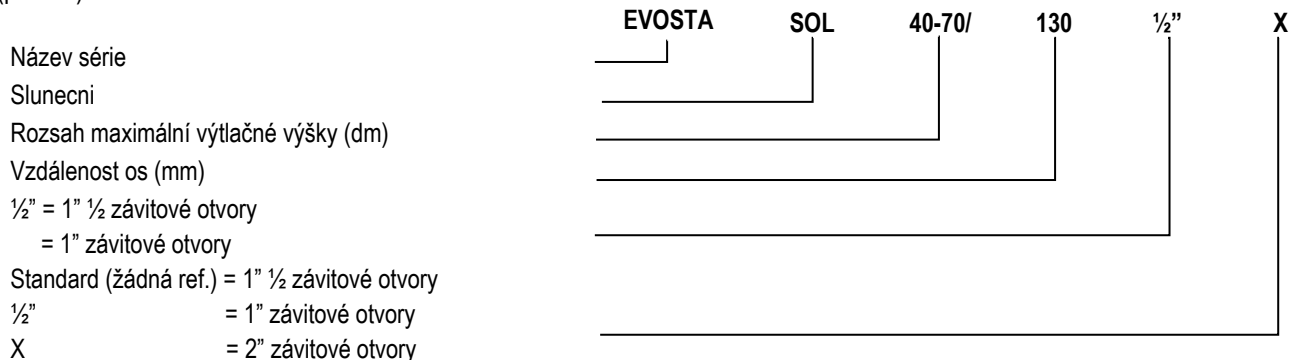 EVOSTA SOL 40-70/ 130 ½” X
Název série
Slunecni
Rozsah maximální výtlačné výšky (dm)
Vzdálenost os (mm)
½” = 1” ½ závitové otvory
= 1” závitové otvory
Standard (žádná ref.) = 1” ½ závitové otvory
½” = 1” závitové otvory
X = 2” závitové otvory